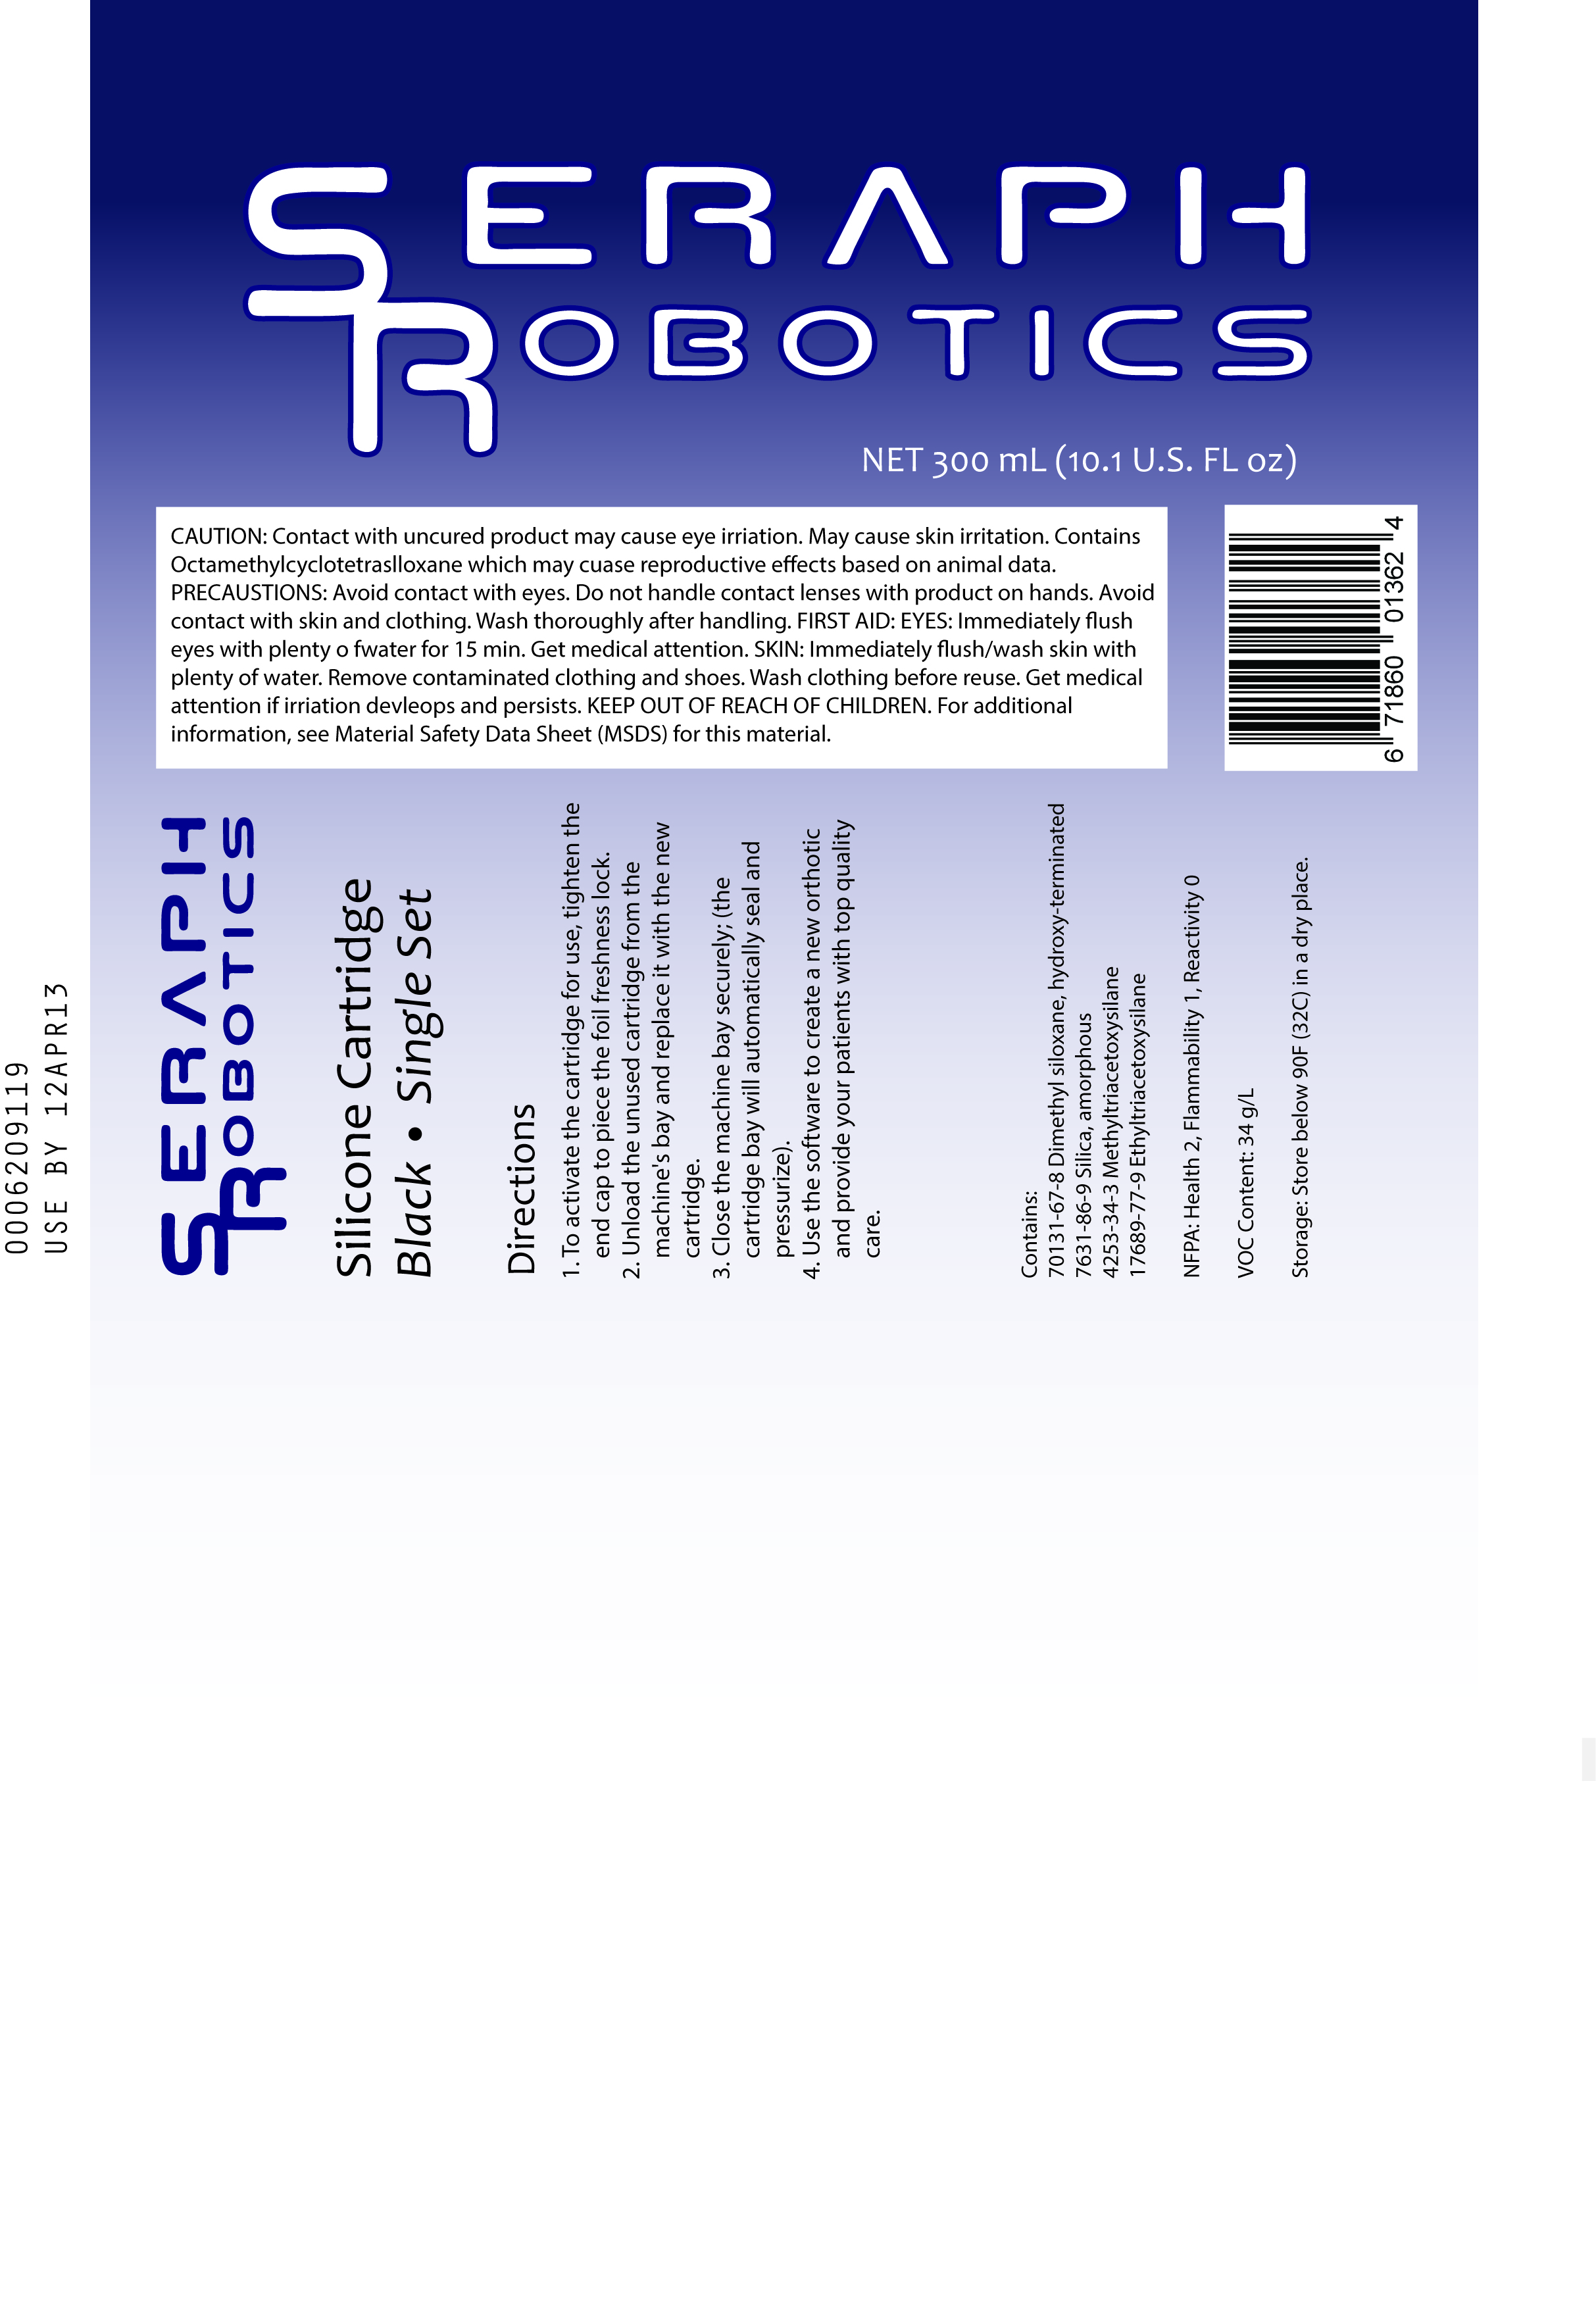 SERAPH
ROBOTICS
NET 300 mL (10.1 U.S. FL oz)
CAUTION: Contact with uncured product may cause eye irriation. May cause skin irritation. Contains
Octamethylcyclotetraslloxane which may cuase reproductive effects based on animal data.
PRECAUSTIONS: Avoid contact with eyes. Do not handle contact lenses with product on hands. Avoid
contact with skin and clothing. Wash thoroughly after handling. FIRST AID: EYES: Immediately flush
eyes with plenty o fwater for 15 min. Get medical attention. SKIN: Immediately flush/wash skin with
plenty of water. Remove contaminated clothing and shoes. Wash clothing before reuse. Get medical
attention if irriation devleops and persists. KEEP OUT OF REACH OF CHILDREN. For additional
information, see Material Safety Data Sheet (MSDS) for this material.
6 71860 01362 4
0006209119
USE BY 12APR13
SERAPH
ROBOTICS
Silicone Cartridge
Black • Single Set
Directions
1. To activate the cartridge for use, tighten the
end cap to piece the foil freshness lock.
2. Unload the unused cartridge from the
machine's bay and replace it with the new
cartridge.
3. Close the machine bay securely; (the
cartridge bay will automatically seal and
pressurize).
4. Use the software to create a new orthotic
and provide your patients with top quality
care.
Contains:
70131-67-8 Dimethyl siloxane, hydroxy-terminated
7631-86-9 Silica, amorphous
4253-34-3 Methyltriacetoxysilane
17689-77-9 Ethyltriacetoxysilane
NFPA: Health 2, Flammability 1, Reactivity 0
VOC Content: 34 g/L
Storage: Store below 90F (32C) in a dry place.